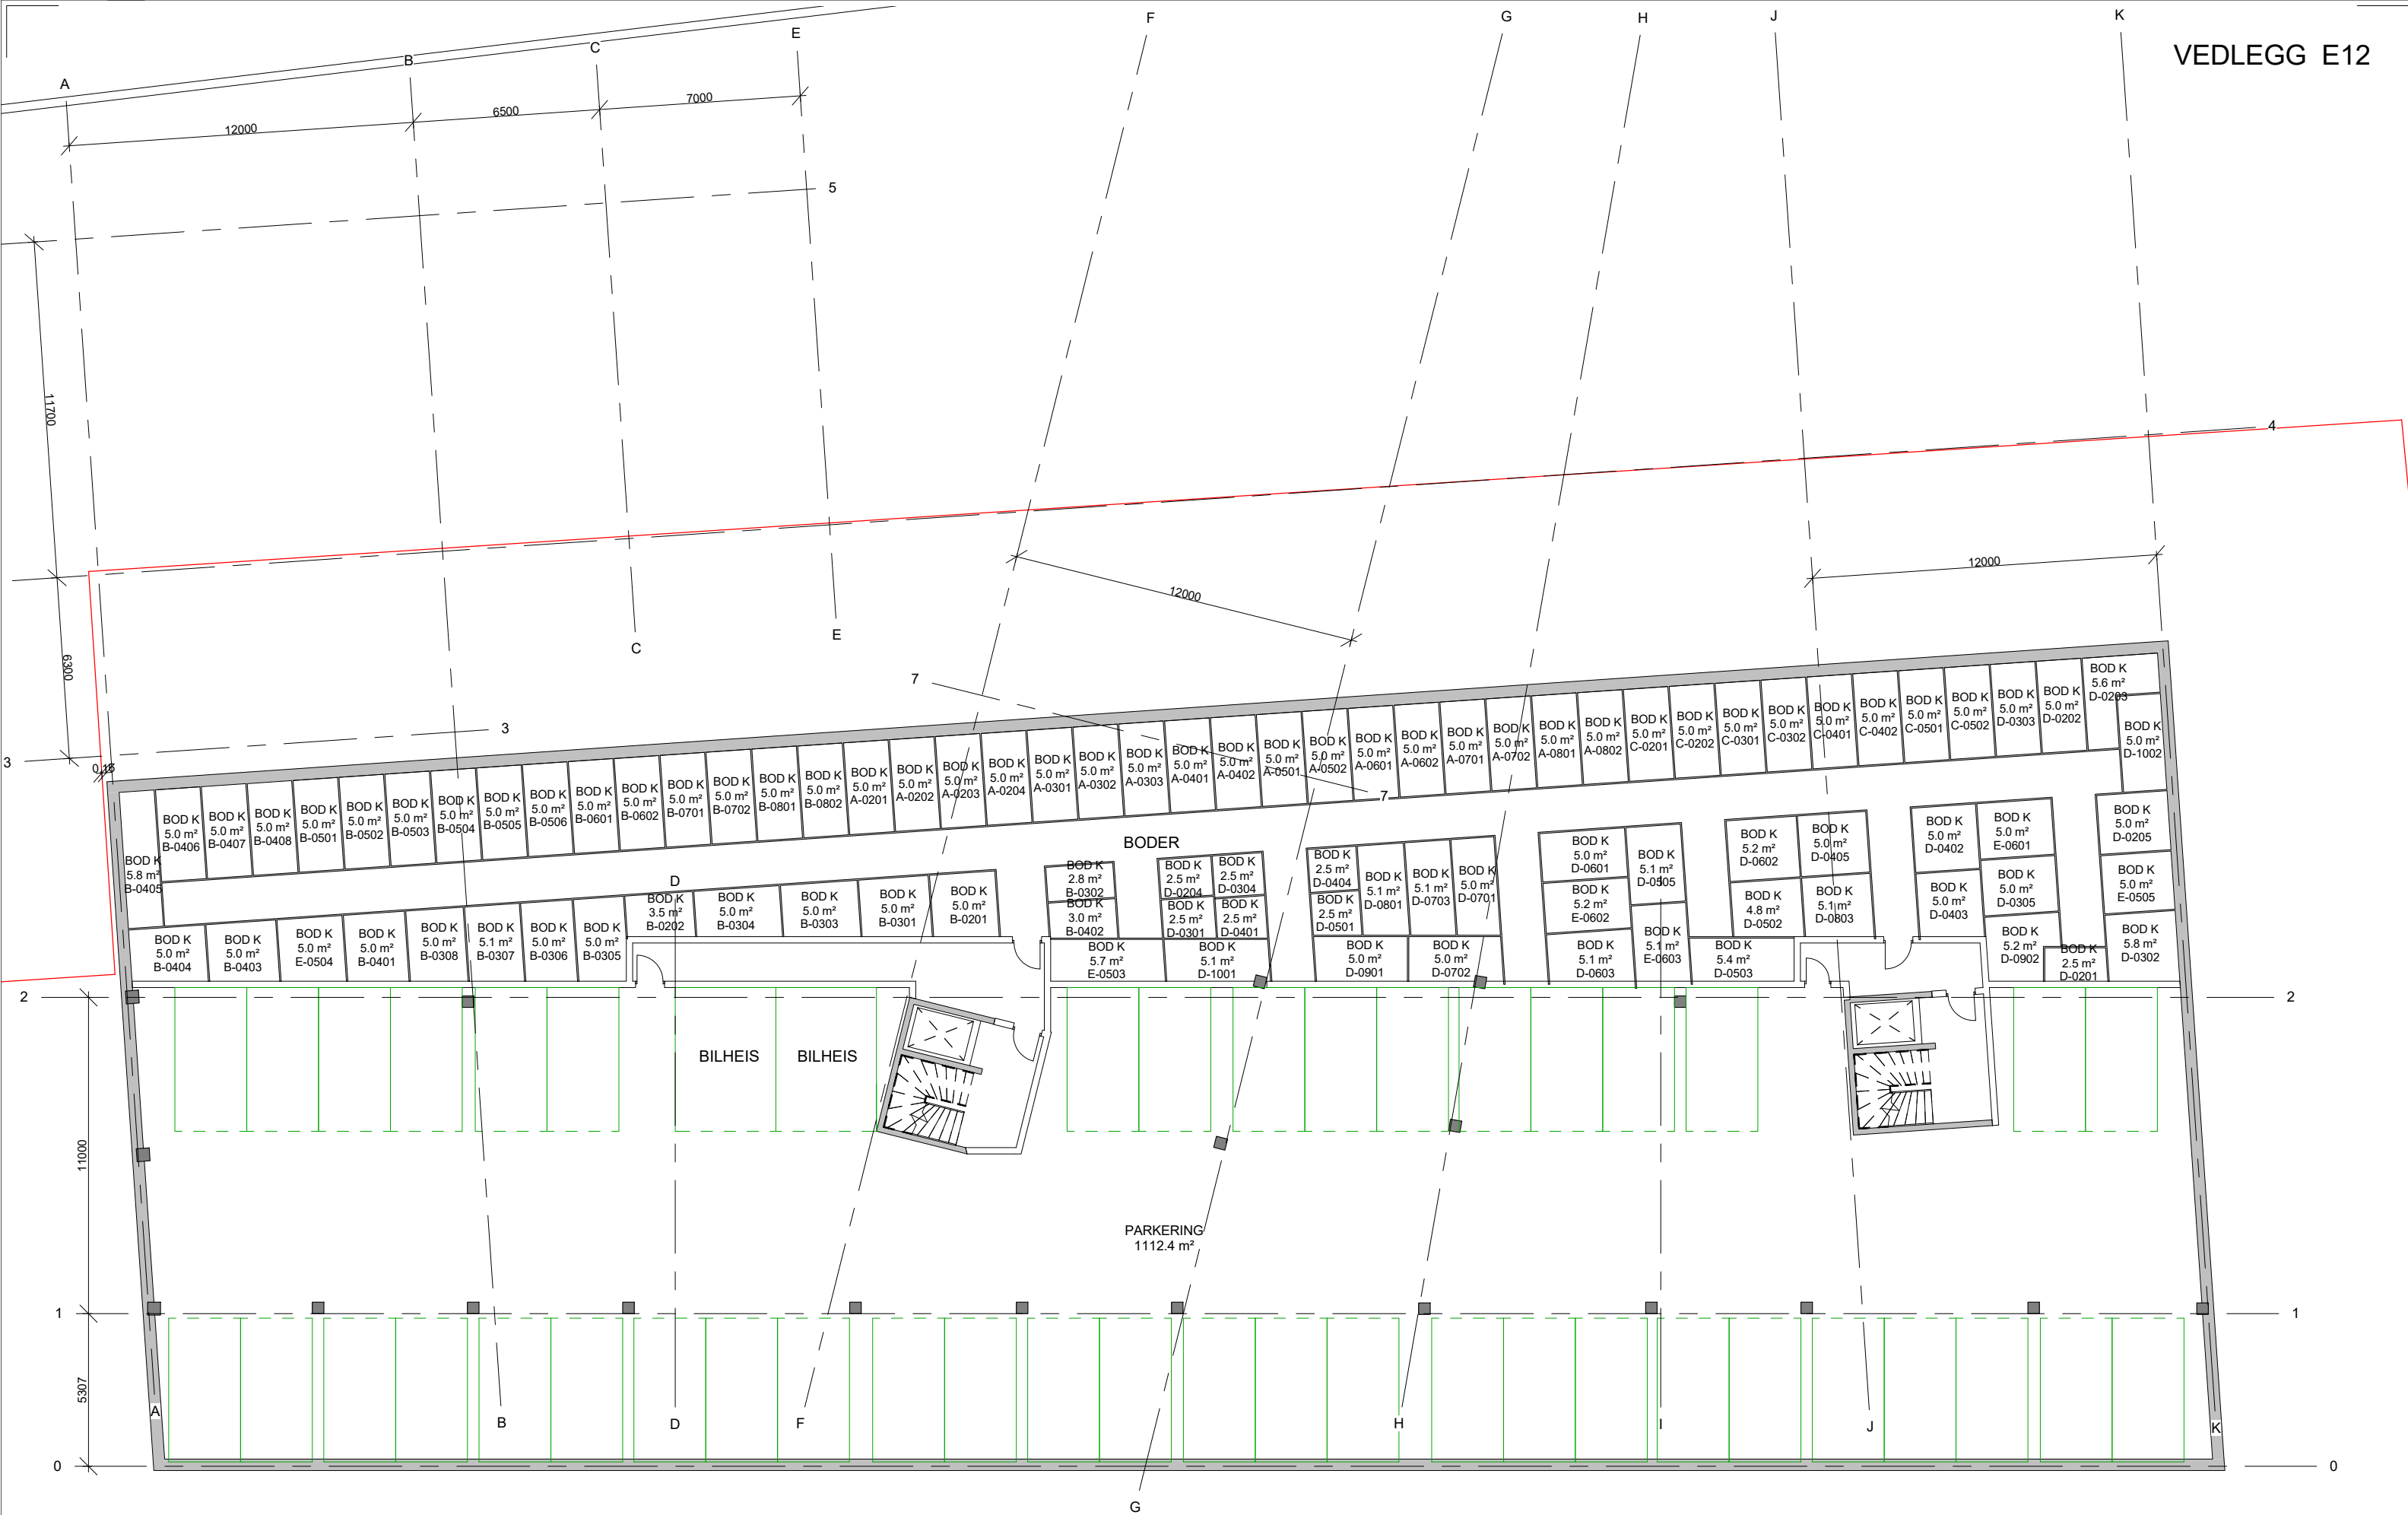 VEDLEGG E12
A
B
C
E
F
G
H
J
K
12000
6500
7000
5
11700
6300
4
12000
12000
C
E
7
7
3
3
0,15
BOD K
5.8 m²
B-0405
BOD K
5.0 m²
B-0406
BOD K
5.0 m²
B-0407
BOD K
5.0 m²
B-0408
BOD K
5.0 m²
B-0501
BOD K
5.0 m²
B-0502
BOD K
5.0 m²
B-0503
BOD K
5.0 m²
B-0504
BOD K
5.0 m²
B-0505
BOD K
5.0 m²
B-0506
BOD K
5.0 m²
B-0601
BOD K
5.0 m²
B-0602
BOD K
5.0 m²
B-0701
BOD K
5.0 m²
B-0702
BOD K
5.0 m²
B-0801
BOD K
5.0 m²
B-0802
BOD K
5.0 m²
A-0201
BOD K
5.0 m²
A-0202
BOD K
5.0 m²
A-0203
BOD K
5.0 m²
A-0204
BOD K
5.0 m²
A-0301
BOD K
5.0 m²
A-0302
BOD K
5.0 m²
A-0303
BOD K
5.0 m²
A-0401
BOD K
5.0 m²
A-0402
BOD K
5.0 m²
A-0501
BOD K
5.0 m²
A-0502
BOD K
5.0 m²
A-0601
BOD K
5.0 m²
A-0602
BOD K
5.0 m²
A-0701
BOD K
5.0 m²
A-0702
BOD K
5.0 m²
A-0801
BOD K
5.0 m²
A-0802
BOD K
5.0 m²
C-0201
BOD K
5.0 m²
C-0202
BOD K
5.0 m²
C-0301
BOD K
5.0 m²
C-0302
BOD K
5.0 m²
C-0401
BOD K
5.0 m²
C-0402
BOD K
5.0 m²
C-0501
BOD K
5.0 m²
C-0502
BOD K
5.0 m²
D-0303
BOD K
5.0 m²
D-0202
BOD K
5.6 m²
D-0203
BOD K
5.0 m²
D-1002
BODER
BOD K
5.0 m²
B-0404
BOD K
5.0 m²
B-0403
BOD K
5.0 m²
E-0504
BOD K
5.0 m²
B-0401
BOD K
5.0 m²
B-0308
BOD K
5.1 m²
B-0307
BOD K
5.0 m²
B-0306
BOD K
5.0 m²
B-0305
D
BOD K
3.5 m²
B-0202
BOD K
5.0 m²
B-0304
BOD K
5.0 m²
B-0303
BOD K
5.0 m²
B-0301
BOD K
5.0 m²
B-0201
BOD K
2.8 m²
B-0302
BOD K
3.0 m²
B-0402
BOD K
2.5 m²
D-0204
BOD K
2.5 m²
D-0304
BOD K
2.5 m²
D-0301
BOD K
2.5 m²
D-0401
BOD K
5.7 m²
E-0503
BOD K
5.1 m²
D-1001
BOD K
2.5 m²
D-0404
BOD K
2.5 m²
D-0501
BOD K
5.1 m²
D-0801
BOD K
5.1 m²
D-0703
BOD K
5.0 m²
D-0701
BOD K
5.0 m²
D-0901
BOD K
5.0 m²
D-0702
BOD K
5.0 m²
D-0601
BOD K
5.2 m²
E-0602
BOD K
5.1 m²
D-0603
BOD K
5.1 m²
D-0505
BOD K
5.1 m²
E-0603
BOD K
5.2 m²
D-0602
BOD K
5.0 m²
D-0405
BOD K
4.8 m²
D-0502
BOD K
5.1 m²
D-0803
BOD K
5.4 m²
D-0503
BOD K
5.0 m²
D-0402
BOD K
5.0 m²
E-0601
BOD K
5.0 m²
D-0403
BOD K
5.0 m²
D-0305
BOD K
5.2 m²
D-0902
BOD K
2.5 m²
D-0201
BOD K
5.0 m²
D-0205
BOD K
5.0 m²
E-0505
BOD K
5.8 m²
D-0302
2
2
BILHEIS
BILHEIS
11000
PARKERING
1112.4 m²
1
1
5307
A
B
D
F
H
I
J
K
0
0
G